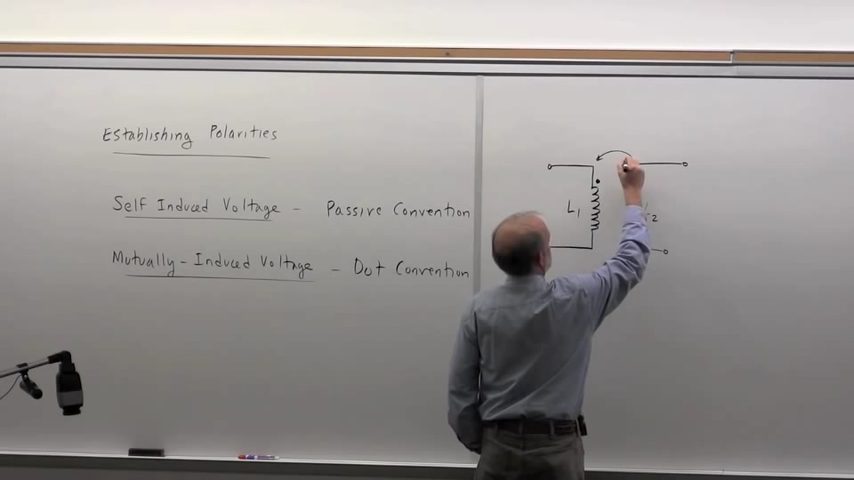 Establishing Polarities
Self Induced Voltage - Passive Convention
Mutually-Induced Voltage - Dot Convention
L1